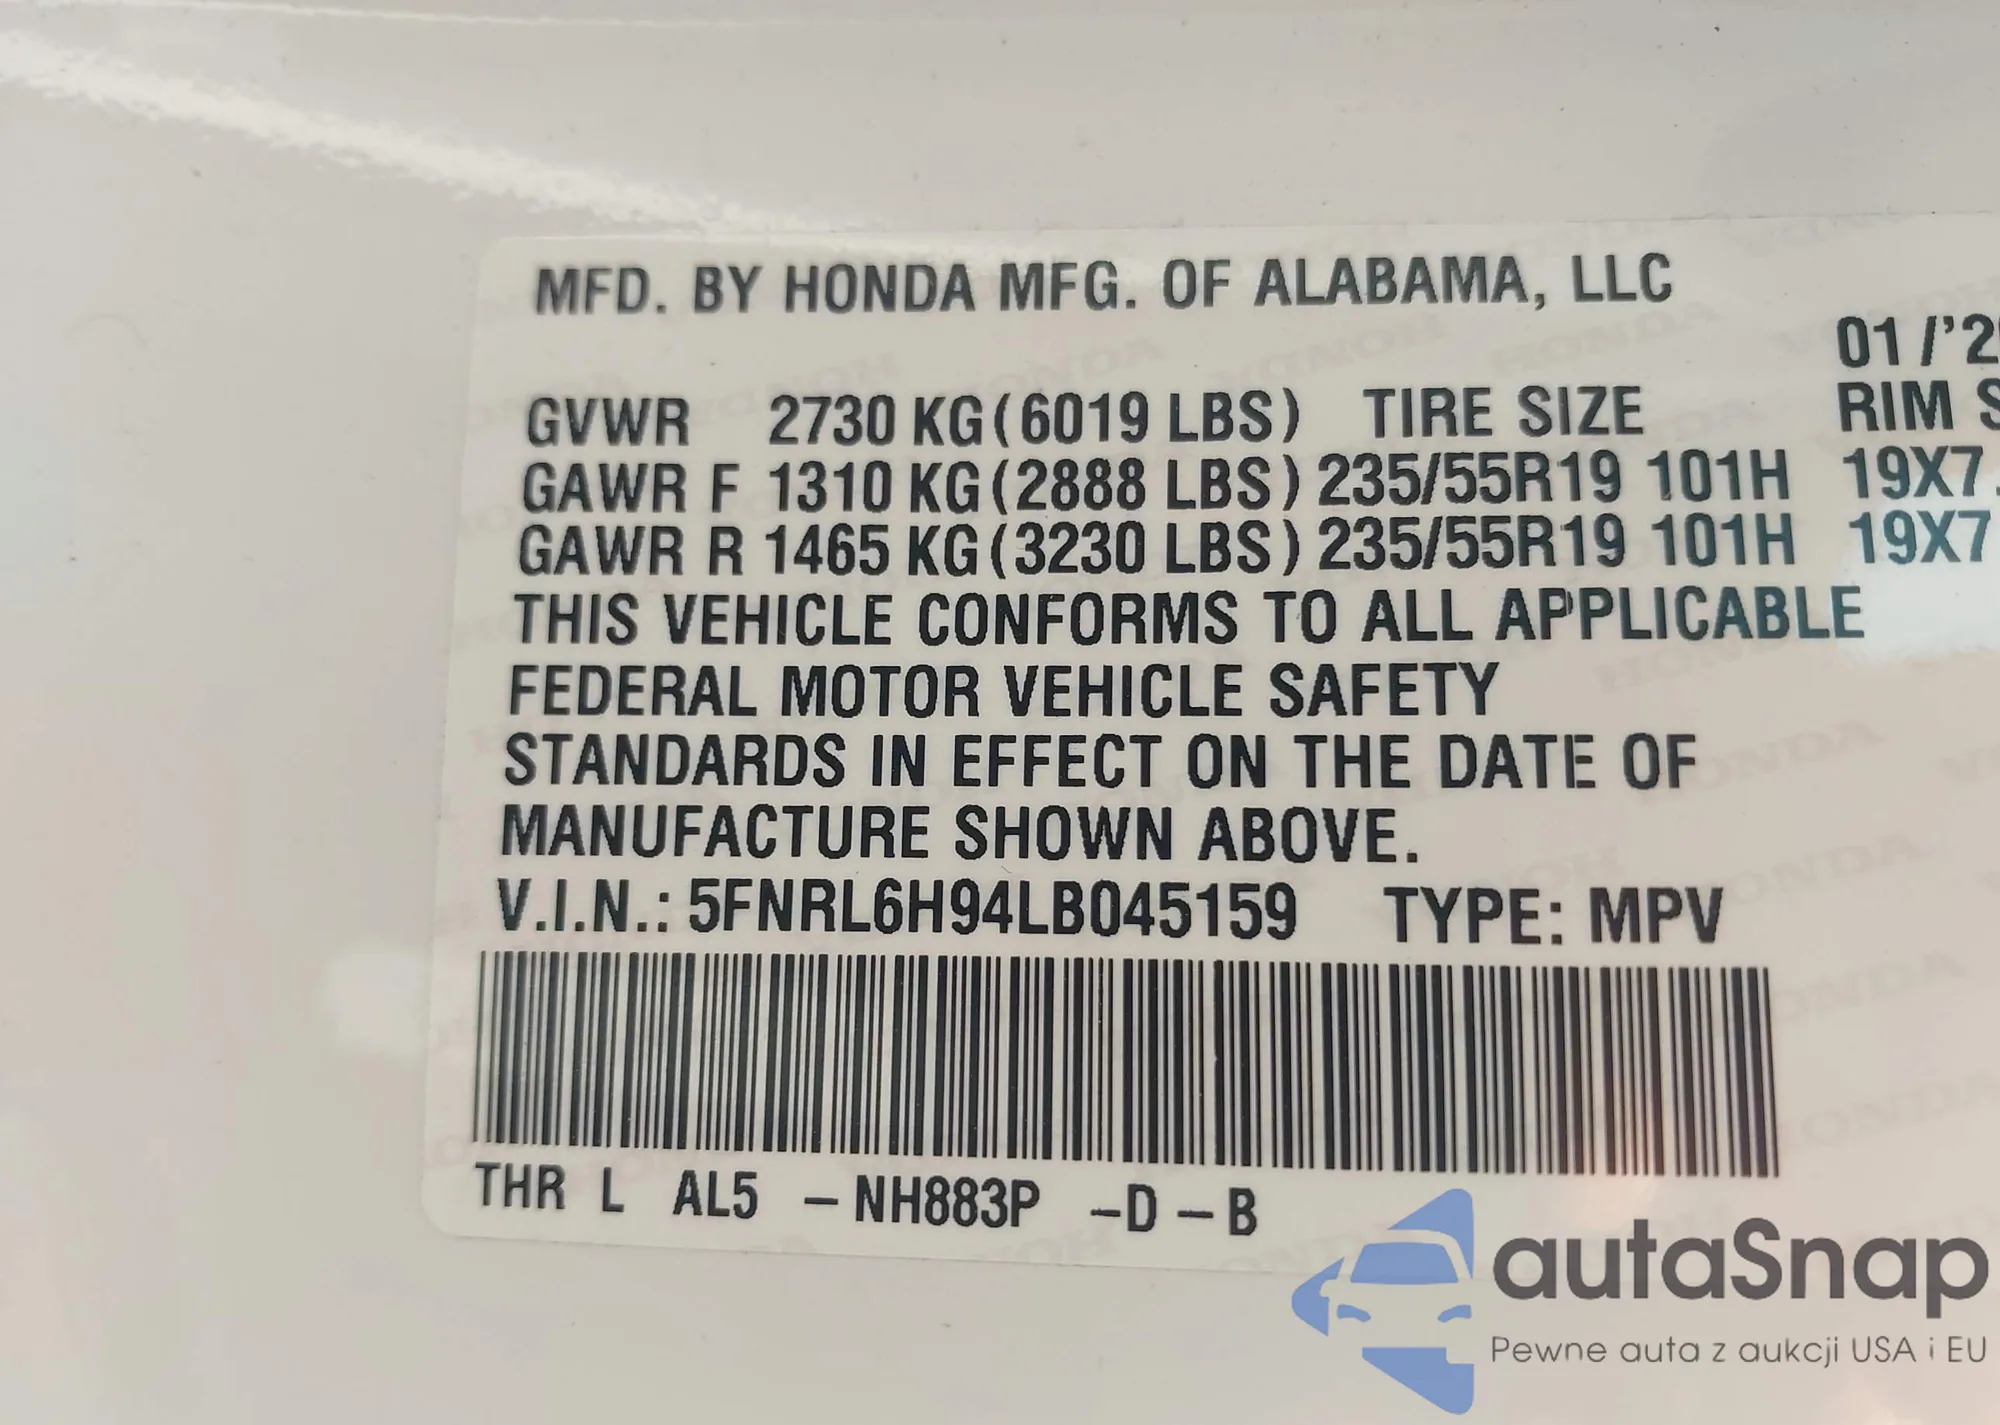 MFD. BY HONDA MFG. OF ALABAMA, LLC
01/'2
GVWR 2730 KG(6019 LBS) TIRE SIZE RIM S
GAWR F 1310 KG(2888 LBS) 235/55R19 101H 19X7.
GAWR R 1465 KG(3230 LBS) 235/55R19 101H 19X7
THIS VEHICLE CONFORMS TO ALL APPLICABLE
FEDERAL MOTOR VEHICLE SAFETY
STANDARDS IN EFFECT ON THE DATE OF
MANUFACTURE SHOWN ABOVE.
V.I.N.: 5FNRL6H94LB045159 TYPE: MPV
THR L AL5 –NH883P –D–B
autaSnap
Pewne auta z aukcji USA i EU